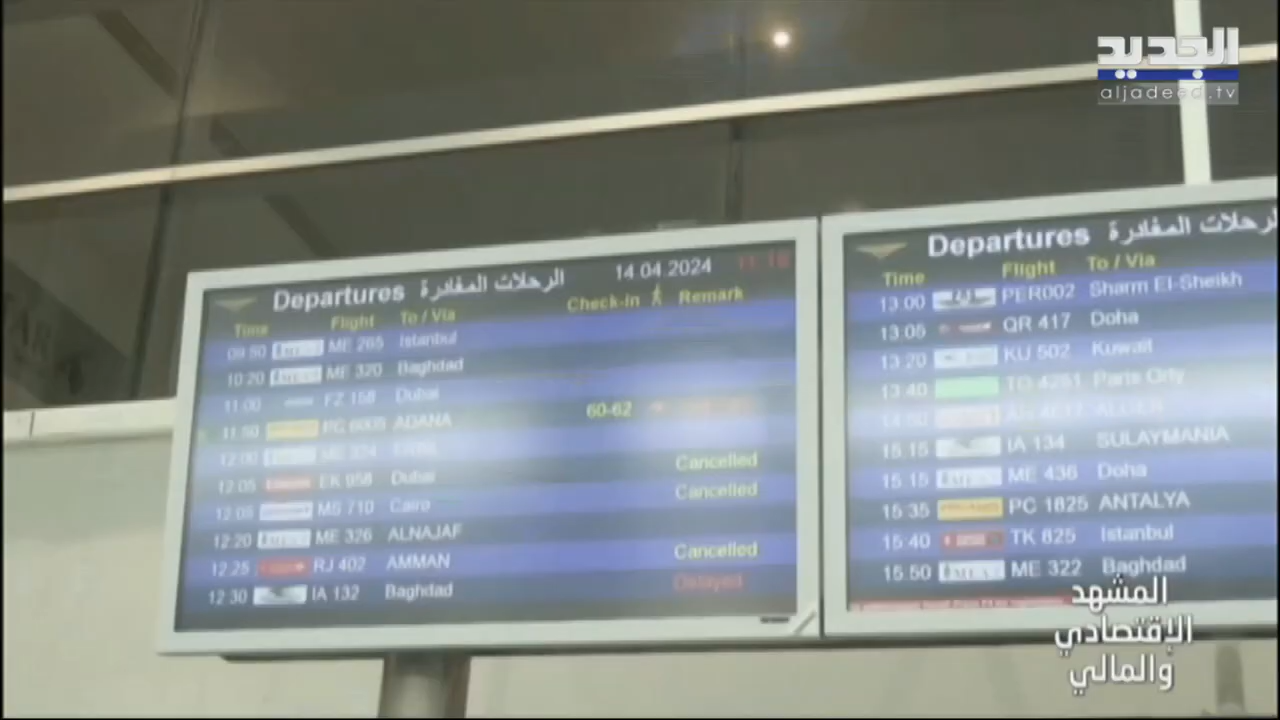 الجديد
aljadeed.tv
Departures الرحلات المغادرة 14.04.2024
Time Flight To / Via Check-in Remark
09:50 ME 265 Istanbul
10:20 ME 320 Baghdad
11:00 FZ 158 Dubai
11:50 ADANA 60-62
12:00
12:05 EK 958 Dubai Cancelled
12:05 MS 710 Cairo Cancelled
12:20 ME 326 ALNAJAF
12:25 RJ 402 AMMAN Cancelled
12:30 IA 132 Baghdad Delayed
Departures الرحلات المغادرة
Time Flight To / Via
13:00 PER002 Sharm El-Sheikh
13:05 QR 417 Doha
13:20 KU 502 Kuwait
13:40 Paris Orly
15:15 IA 134 SULAYMANIA
15:15 ME 436 Doha
15:35 PC 1825 ANTALYA
15:40 TK 825 Istanbul
15:50 ME 322 Baghdad
المشهد
الإقتصادي
والمالي